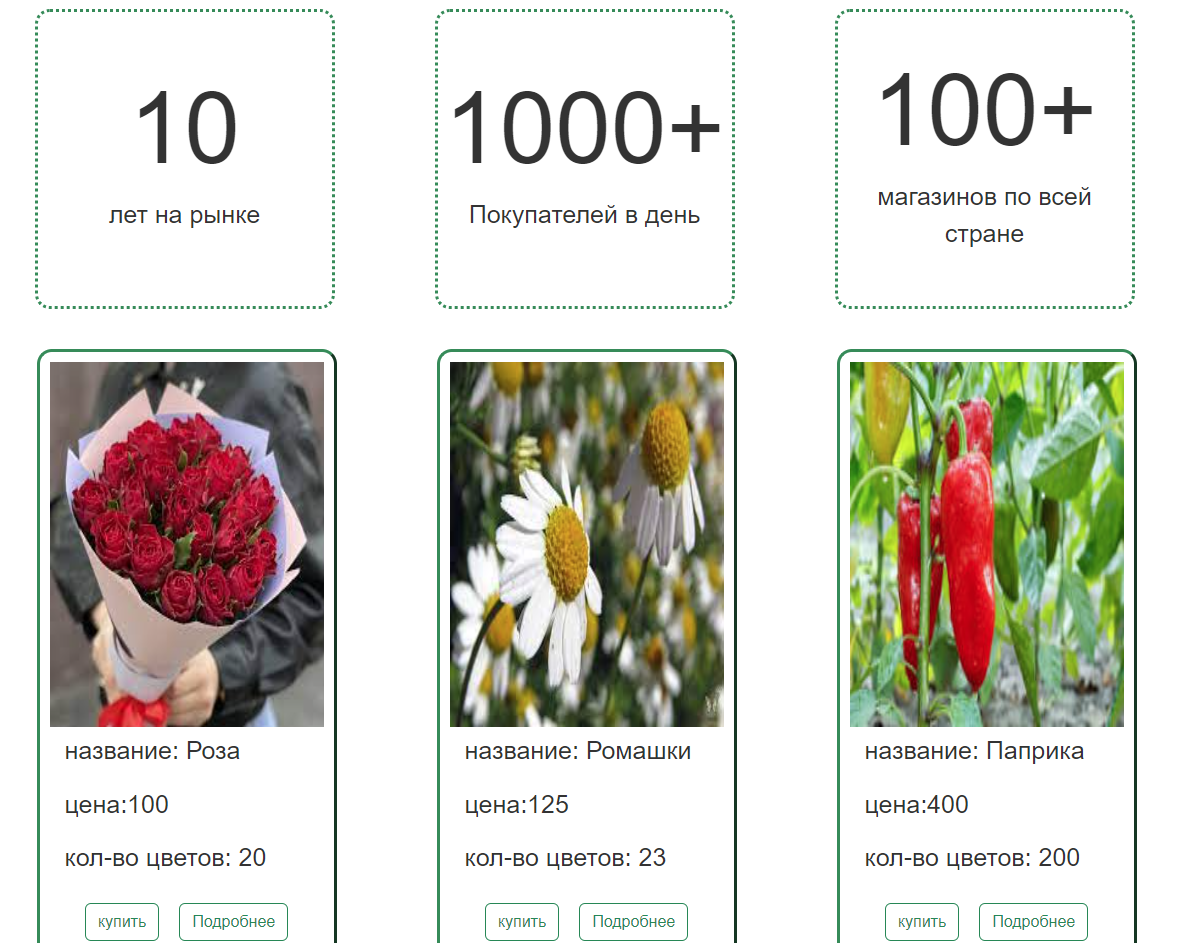 10
лет на рынке
1000+
Покупателей в день
100+
магазинов по всей
стране
название: Роза
цена:100
кол-во цветов: 20
купить Подробнее
название: Ромашки
цена:125
кол-во цветов: 23
купить Подробнее
название: Паприка
цена:400
кол-во цветов: 200
купить Подробнее